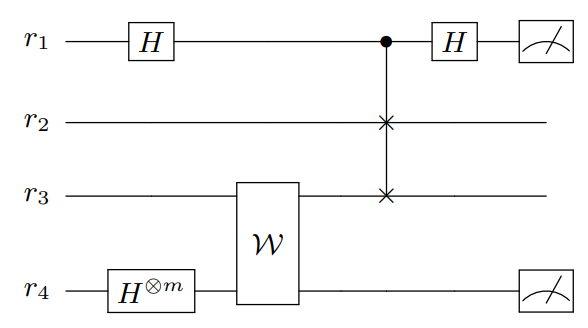 r₁ H H
r₂
r₃
𝒲
r₄ H^{⊗m}